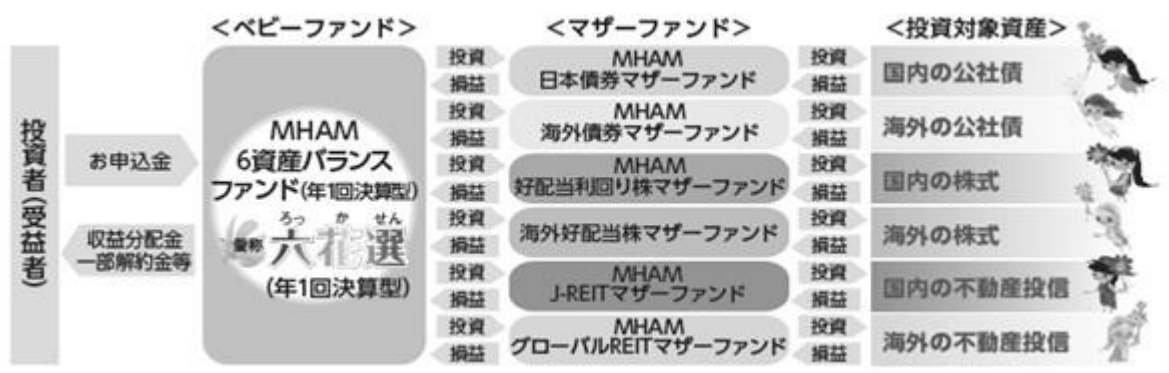 <ベビーファンド>
<マザーファンド>
<投資対象資産>
投資者(受益者)
お申込金
収益分配金
一部解約金等
MHAM
6資産バランス
ファンド(年1回決算型)
ろっ か せん
愛称 六花選
(年1回決算型)
投資
損益
MHAM
日本債券マザーファンド
投資
損益
国内の公社債
投資
損益
MHAM
海外債券マザーファンド
投資
損益
海外の公社債
投資
損益
MHAM
好配当利回り株マザーファンド
投資
損益
国内の株式
投資
損益
海外好配当株マザーファンド
投資
損益
海外の株式
投資
損益
MHAM
J-REITマザーファンド
投資
損益
国内の不動産投信
投資
損益
MHAM
グローバルREITマザーファンド
投資
損益
海外の不動産投信